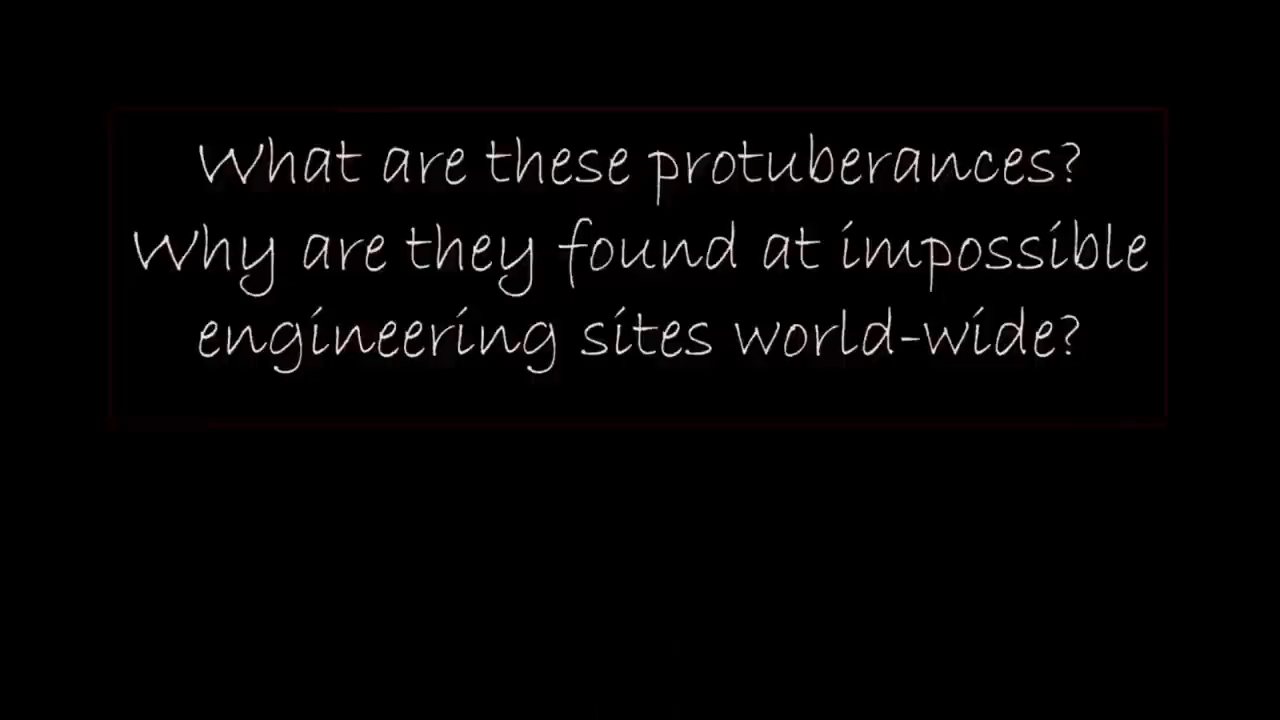 What are these protuberances?
Why are they found at impossible
engineering sites world-wide?